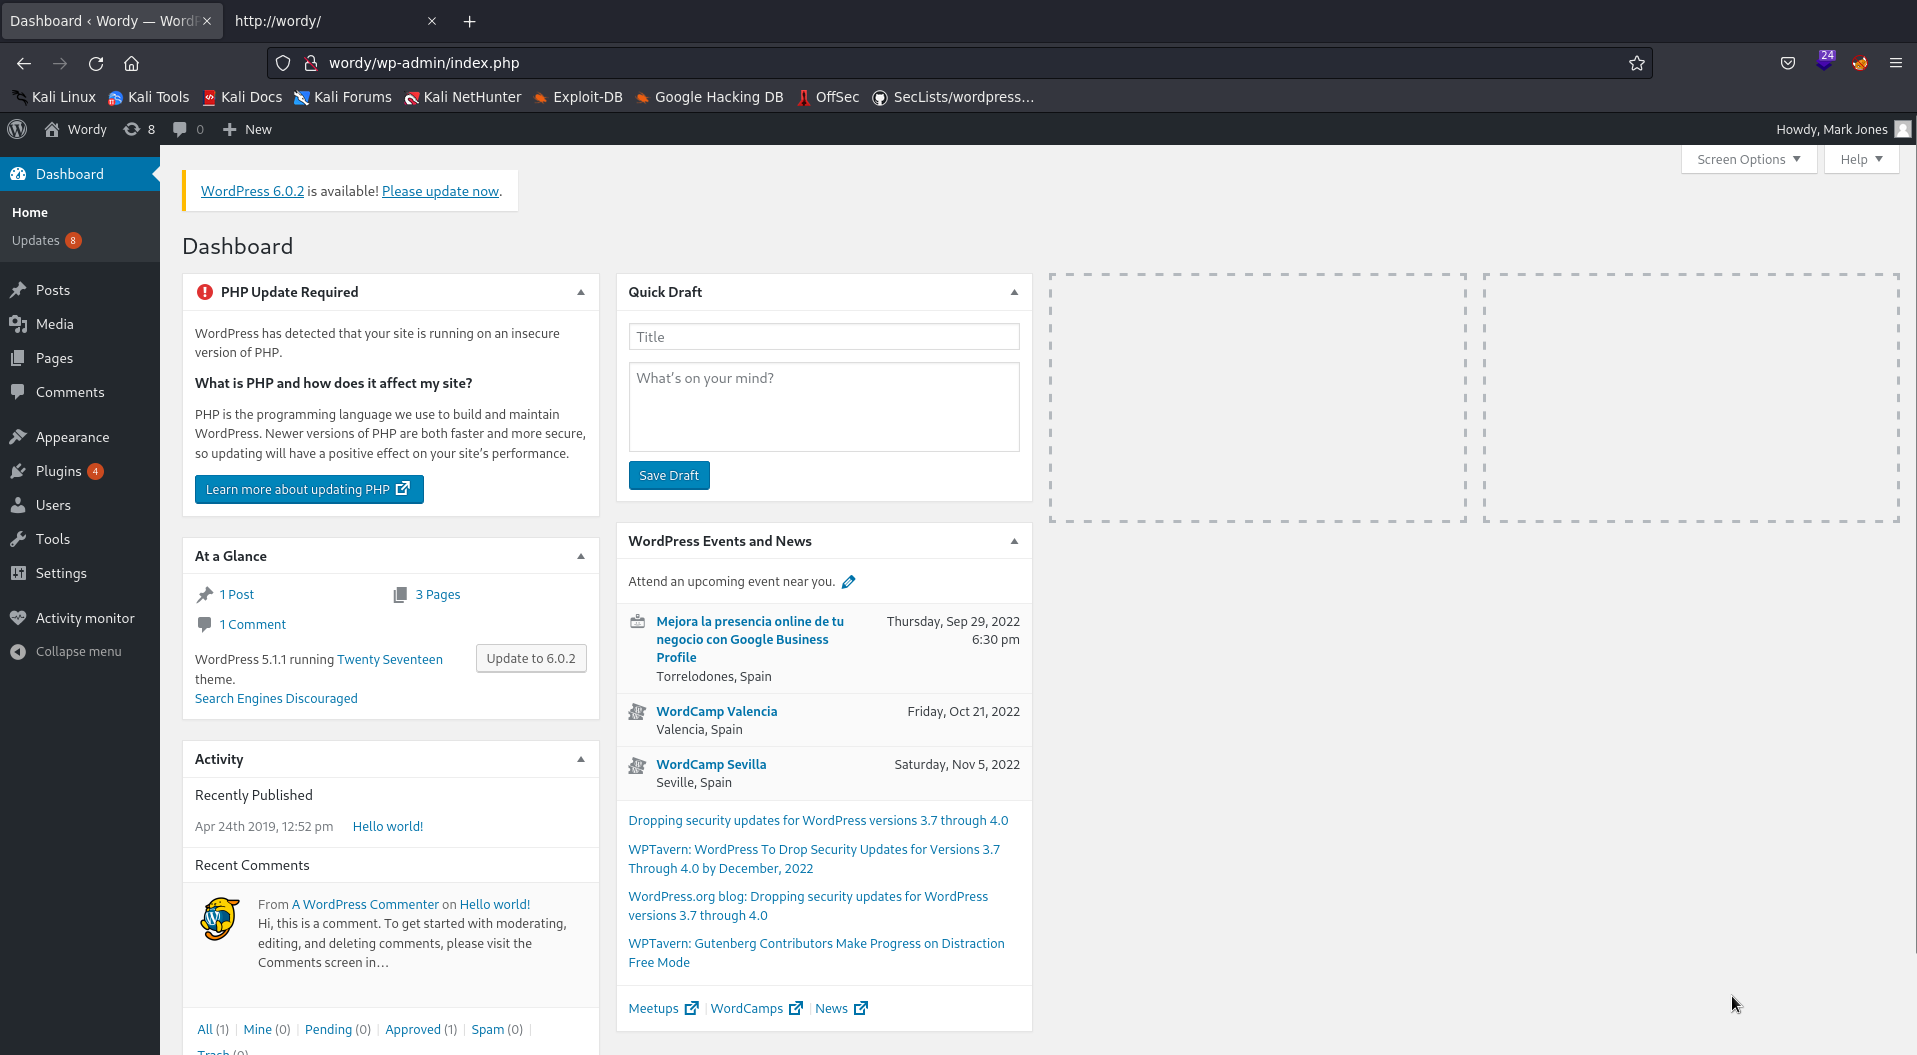 Dashboard ‹ Wordy — WordP
http://wordy/
wordy/wp-admin/index.php
24
Kali Linux
Kali Tools
Kali Docs
Kali Forums
Kali NetHunter
Exploit-DB
Google Hacking DB
OffSec
SecLists/wordpress…
Wordy
8
0
New
Howdy, Mark Jones
Dashboard
Home
Updates 8
Posts
Media
Pages
Comments
Appearance
Plugins 4
Users
Tools
Settings
Activity monitor
Collapse menu
Screen Options
Help
WordPress 6.0.2 is available! Please update now.
Dashboard
PHP Update Required
WordPress has detected that your site is running on an insecure
version of PHP.
What is PHP and how does it affect my site?
PHP is the programming language we use to build and maintain
WordPress. Newer versions of PHP are both faster and more secure,
so updating will have a positive effect on your site's performance.
Learn more about updating PHP
At a Glance
1 Post
3 Pages
1 Comment
WordPress 5.1.1 running Twenty Seventeen
theme.
Update to 6.0.2
Search Engines Discouraged
Activity
Recently Published
Apr 24th 2019, 12:52 pm
Hello world!
Recent Comments
From A WordPress Commenter on Hello world!
Hi, this is a comment. To get started with moderating,
editing, and deleting comments, please visit the
Comments screen in…
All (1) | Mine (0) | Pending (0) | Approved (1) | Spam (0) |
Trash (0)
Quick Draft
Title
What's on your mind?
Save Draft
WordPress Events and News
Attend an upcoming event near you.
Mejora la presencia online de tu
negocio con Google Business
Profile
Torrelodones, Spain
Thursday, Sep 29, 2022
6:30 pm
WordCamp Valencia
Valencia, Spain
Friday, Oct 21, 2022
WordCamp Sevilla
Seville, Spain
Saturday, Nov 5, 2022
Dropping security updates for WordPress versions 3.7 through 4.0
WPTavern: WordPress To Drop Security Updates for Versions 3.7
Through 4.0 by December, 2022
WordPress.org blog: Dropping security updates for WordPress
versions 3.7 through 4.0
WPTavern: Gutenberg Contributors Make Progress on Distraction
Free Mode
Meetups | WordCamps | News